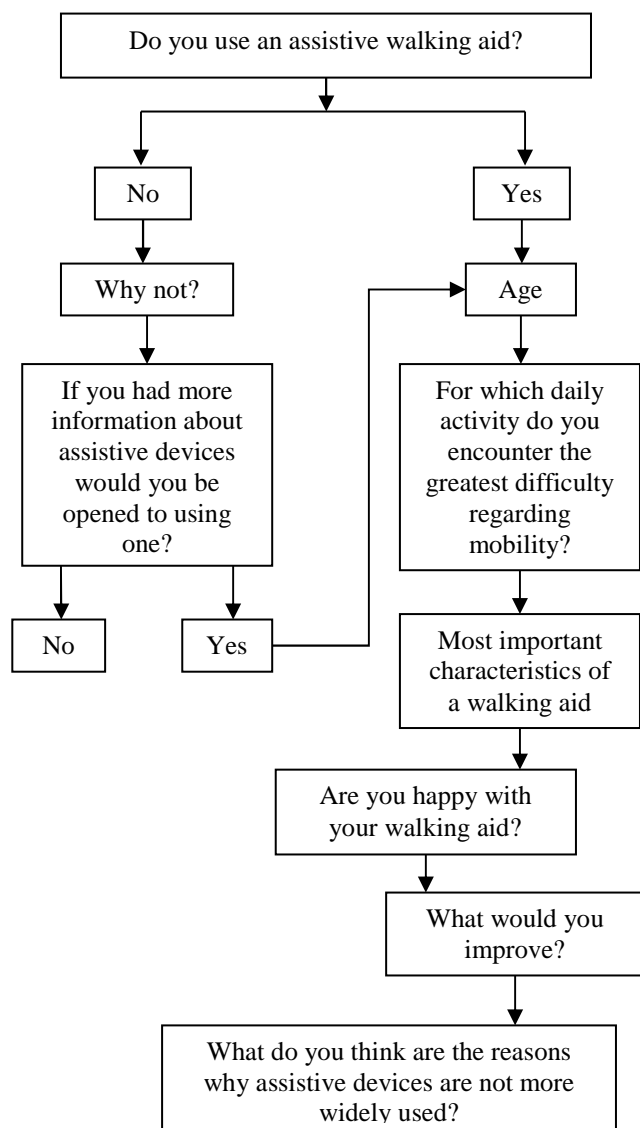 Do you use an assistive walking aid?
No
Yes
Why not?
Age
If you had more
information about
assistive devices
would you be
opened to using
one?
For which daily
activity do you
encounter the
greatest difficulty
regarding
mobility?
No
Yes
Most important
characteristics of
a walking aid
Are you happy with
your walking aid?
What would you
improve?
What do you think are the reasons
why assistive devices are not more
widely used?